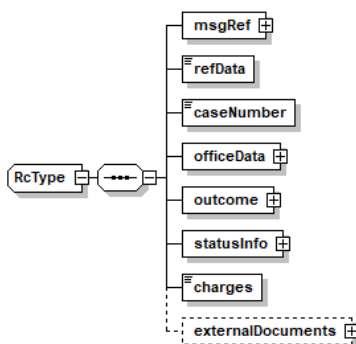 msgRef
refData
caseNumber
officeData
RcType
outcome
statusInfo
charges
externalDocuments